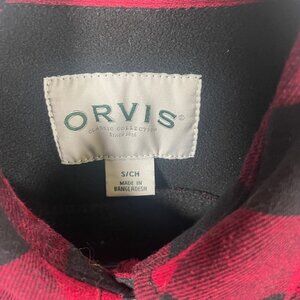 ORVIS®
CLASSIC COLLECTION
SINCE 1856
S/CH
MADE IN
BANGLADESH